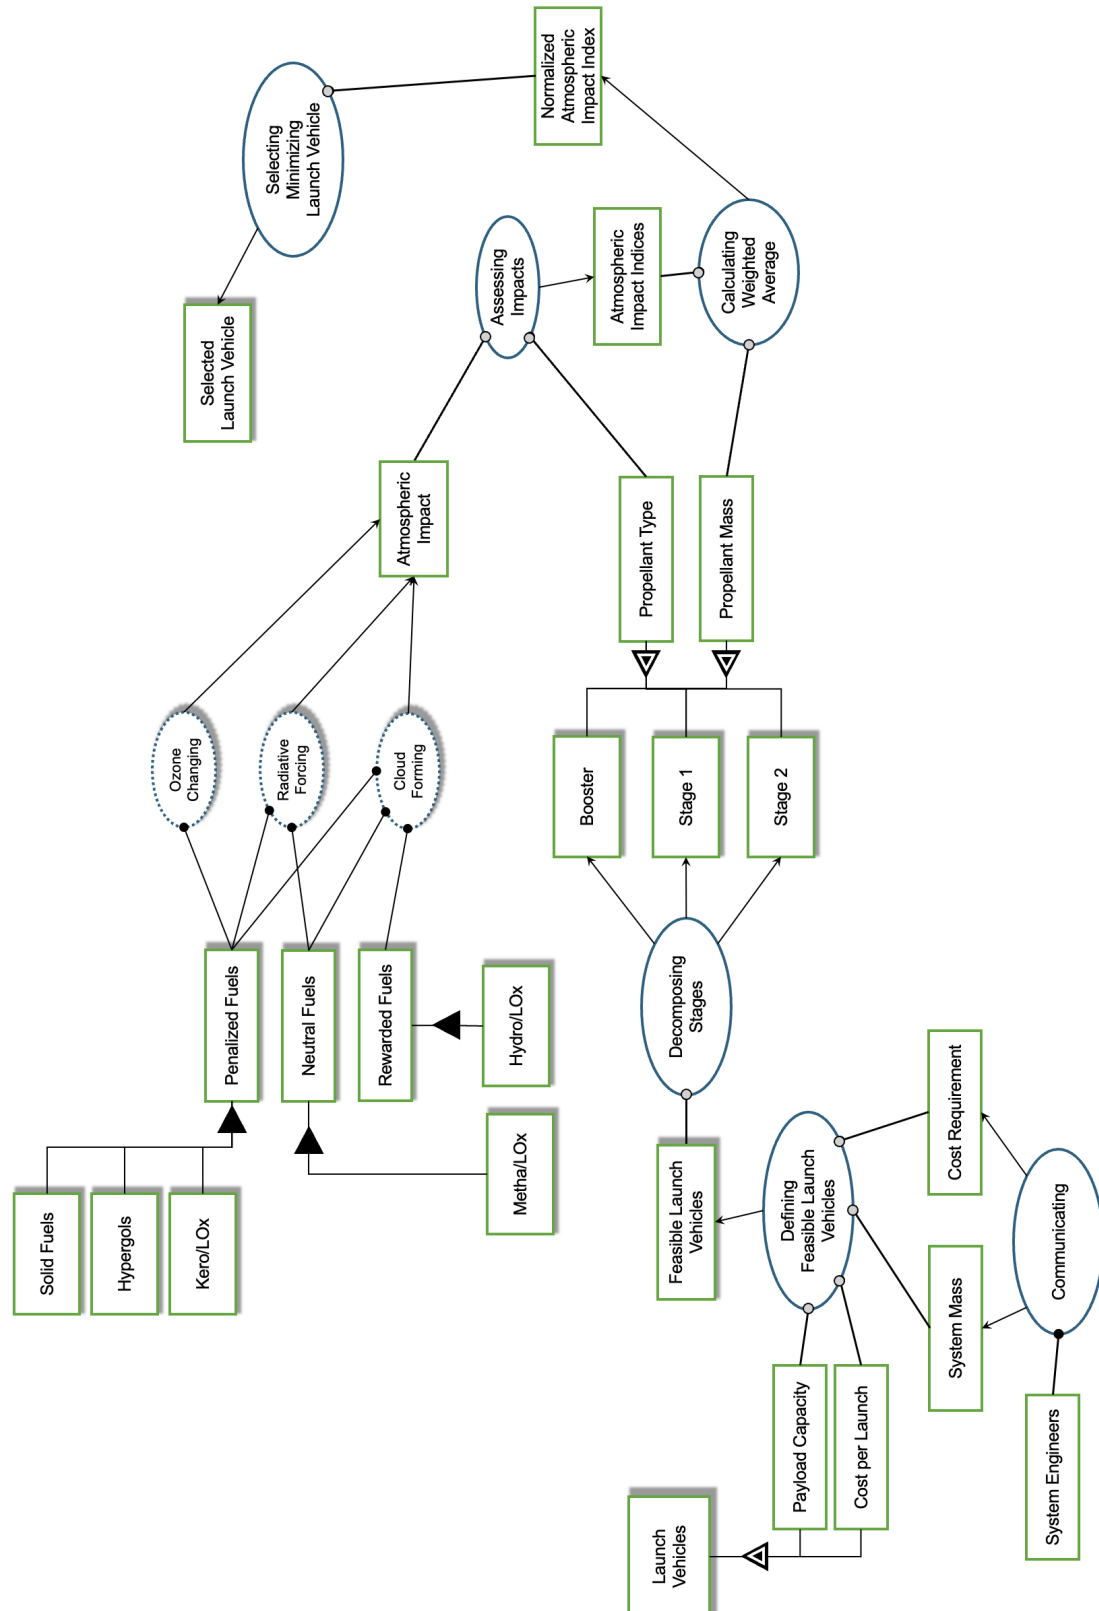 Solid Fuels
Hypergols
Kero/LOx
Metha/LOx
Hydro/LOx
Penalized Fuels
Neutral Fuels
Rewarded Fuels
Ozone
Changing
Radiative
Forcing
Cloud
Forming
Atmospheric
Impact
Selected
Launch Vehicle
Selecting
Minimizing
Launch Vehicle
Normalized
Atmospheric
Impact Index
Assessing
Impacts
Atmospheric
Impact Indices
Calculating
Weighted
Average
Launch
Vehicles
Payload Capacity
Cost per Launch
System Engineers
Communicating
System Mass
Cost Requirement
Defining
Feasible Launch
Vehicles
Feasible Launch
Vehicles
Decomposing
Stages
Booster
Stage 1
Stage 2
Propellant Type
Propellant Mass